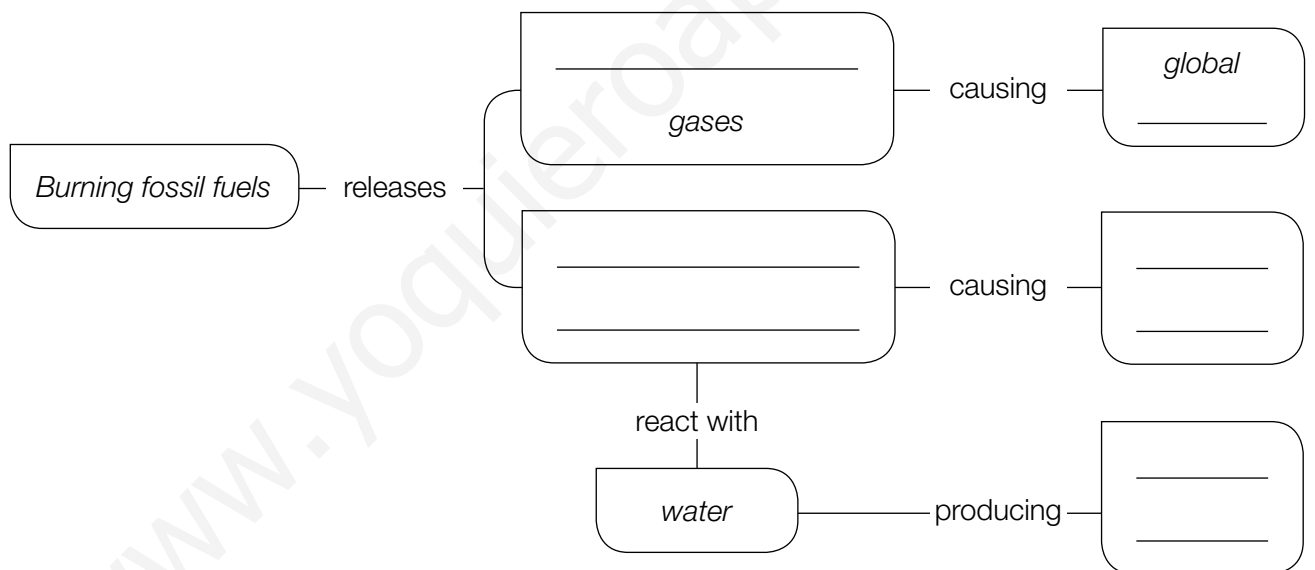 gases
causing
global
Burning fossil fuels
releases
causing
react with
water
producing